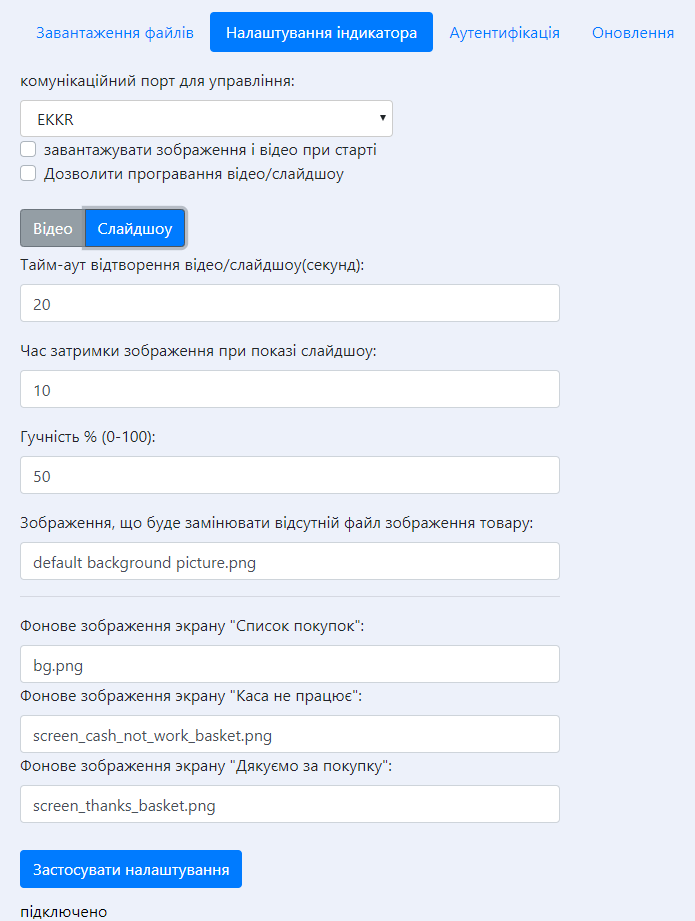 Завантаження файлів Налаштування індикатора Аутентифікація Оновлення
комунікаційний порт для управління:
EKKR
завантажувати зображення і відео при старті
Дозволити програвання відео/слайдшоу
Відео Слайдшоу
Тайм-аут відтворення відео/слайдшоу(секунд):
20
Час затримки зображення при показі слайдшоу:
10
Гучність % (0-100):
50
Зображення, що буде замінювати відсутній файл зображення товару:
default background picture.png
Фонове зображення экрану "Список покупок":
bg.png
Фонове зображення экрану "Каса не працює":
screen_cash_not_work_basket.png
Фонове зображення экрану "Дякуємо за покупку":
screen_thanks_basket.png
Застосувати налаштування
підключено